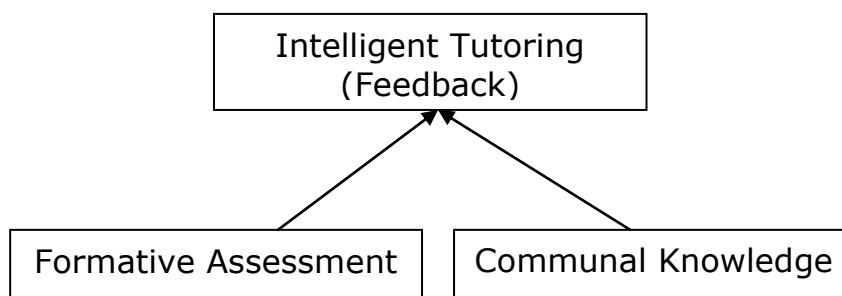 Intelligent Tutoring
(Feedback)
Formative Assessment
Communal Knowledge